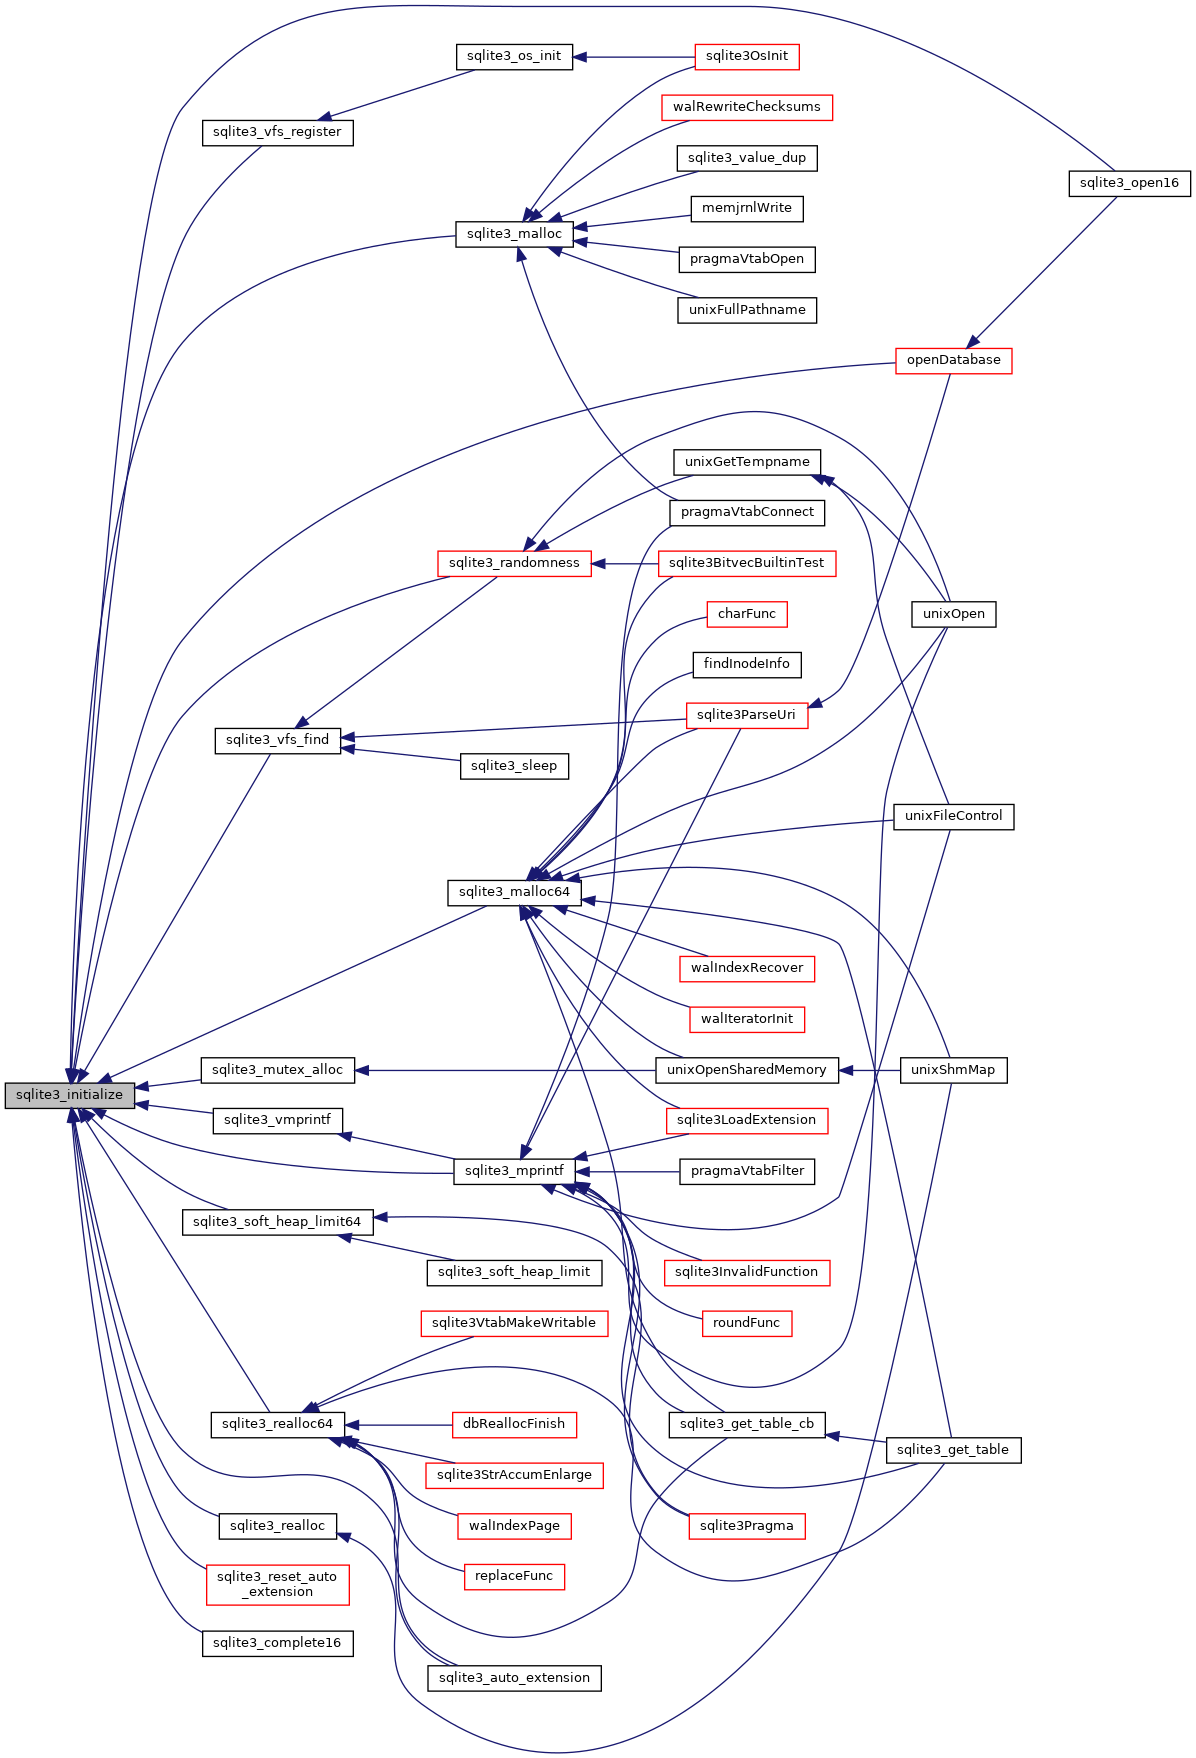 sqlite3_os_init
sqlite3OsInit
walRewriteChecksums
sqlite3_vfs_register
sqlite3_value_dup
sqlite3_open16
memjrnlWrite
sqlite3_malloc
pragmaVtabOpen
unixFullPathname
openDatabase
unixGetTempname
pragmaVtabConnect
sqlite3_randomness
sqlite3BitvecBuiltinTest
charFunc
unixOpen
findInodeInfo
sqlite3ParseUri
sqlite3_vfs_find
sqlite3_sleep
unixFileControl
sqlite3_malloc64
walIndexRecover
walIteratorInit
sqlite3_mutex_alloc
unixOpenSharedMemory
unixShmMap
sqlite3_initialize
sqlite3_vmprintf
sqlite3LoadExtension
sqlite3_mprintf
pragmaVtabFilter
sqlite3_soft_heap_limit64
sqlite3_soft_heap_limit
sqlite3InvalidFunction
sqlite3VtabMakeWritable
roundFunc
sqlite3_realloc64
dbReallocFinish
sqlite3_get_table_cb
sqlite3_get_table
sqlite3StrAccumEnlarge
sqlite3_realloc
walIndexPage
sqlite3Pragma
sqlite3_reset_auto
_extension
replaceFunc
sqlite3_complete16
sqlite3_auto_extension